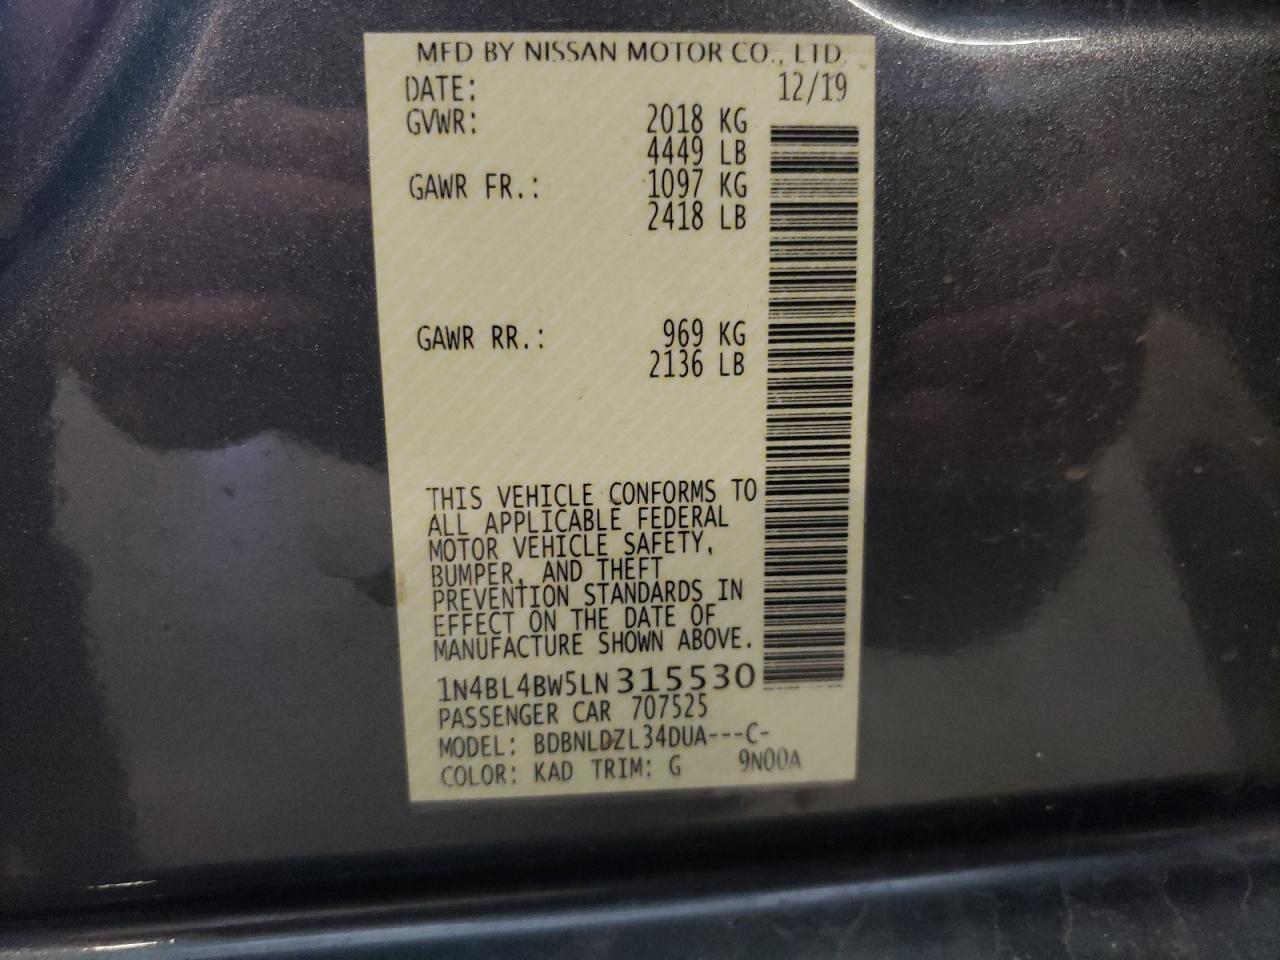 MFD BY NISSAN MOTOR CO., LTD.
DATE: 12/19
GVWR: 2018 KG
4449 LB
GAWR FR.: 1097 KG
2418 LB
GAWR RR.: 969 KG
2136 LB
THIS VEHICLE CONFORMS TO
ALL APPLICABLE FEDERAL
MOTOR VEHICLE SAFETY,
BUMPER, AND THEFT
PREVENTION STANDARDS IN
EFFECT ON THE DATE OF
MANUFACTURE SHOWN ABOVE.
1N4BL4BW5LN315530
PASSENGER CAR 707525
MODEL: BDBNLDZL34DUA---C-
COLOR: KAD TRIM: G 9N00A